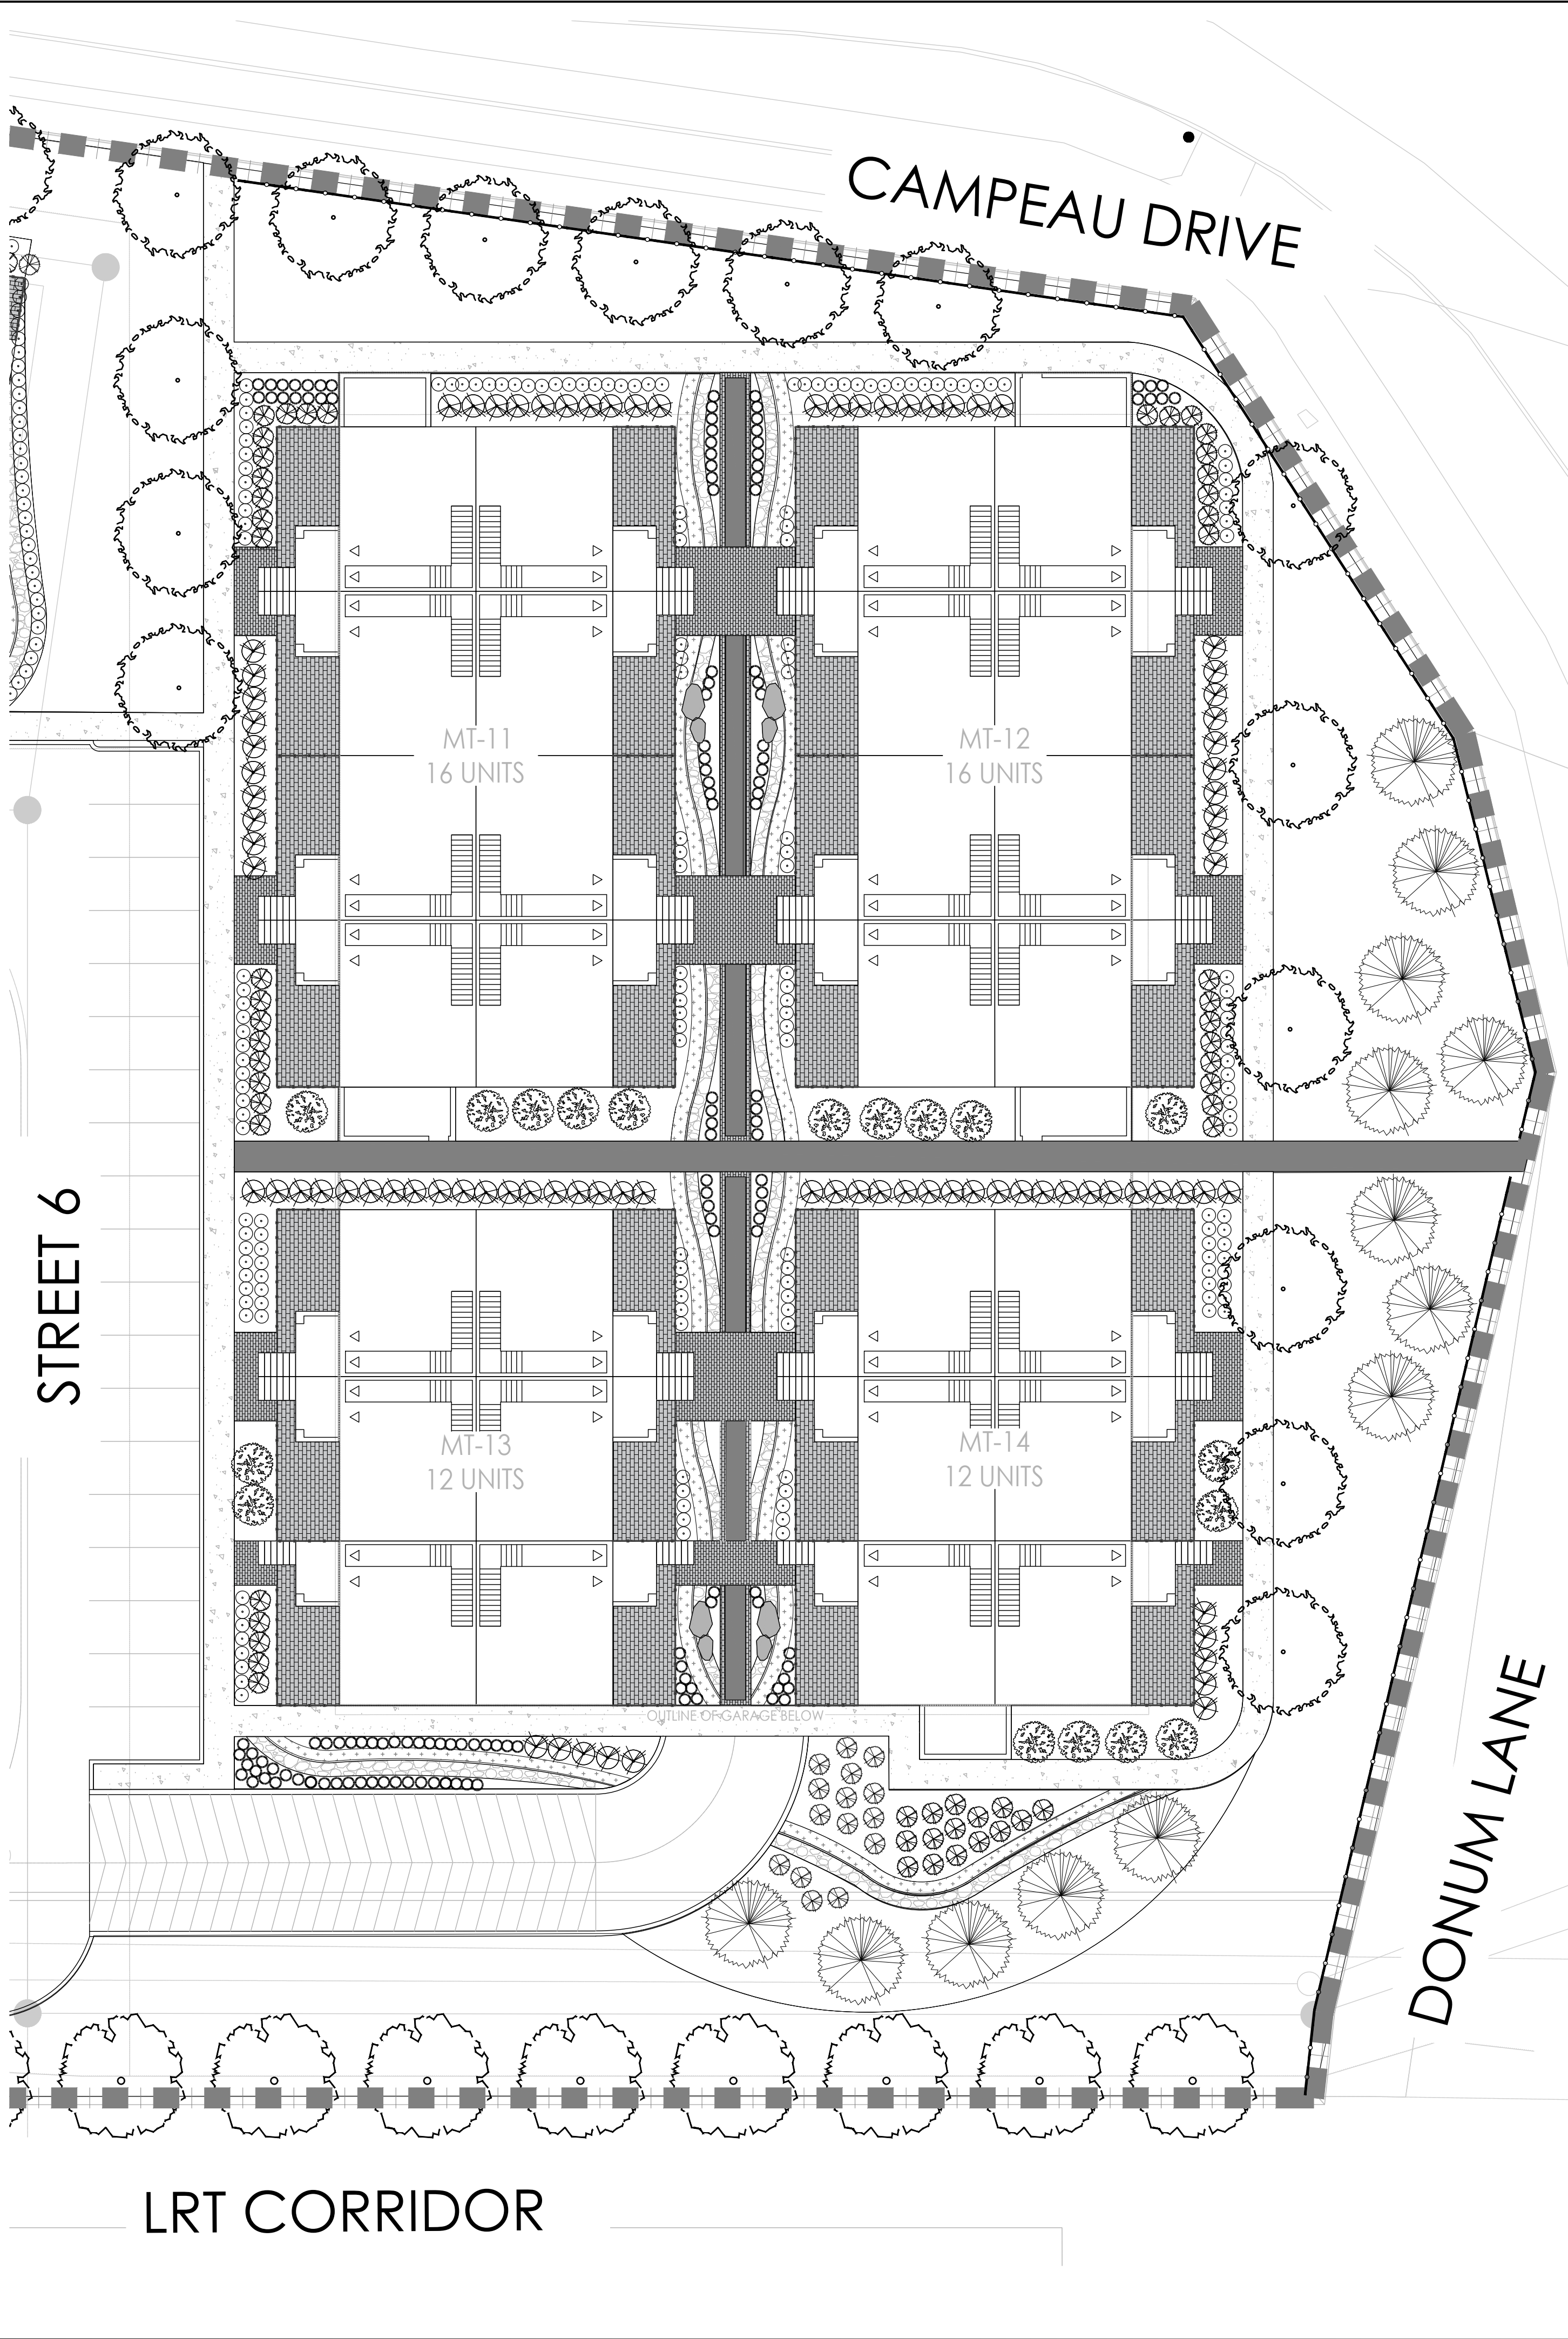 CAMPEAU DRIVE
MT-11
16 UNITS
MT-12
16 UNITS
STREET 6
MT-13
12 UNITS
MT-14
12 UNITS
OUTLINE OF GARAGE BELOW
DONUM LANE
LRT CORRIDOR